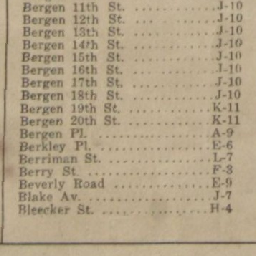 Bergen 11th St. .......... J-10
Bergen 12th St. .......... J-10
Bergen 13th St. .......... J-10
Bergen 14th St. .......... J-10
Bergen 15th St. .......... J-10
Bergen 16th St. .......... J-10
Bergen 17th St. .......... J-10
Bergen 18th St. .......... J-10
Bergen 19th St. .......... K-11
Bergen 20th St. .......... K-11
Bergen Pl. ............... A-9
Berkley Pl. .............. E-6
Berriman St. ............. L-7
Berry St. ................ F-3
Beverly Road ............. E-9
Blake Av. ................ J-7
Bleecker St. ............. H-4